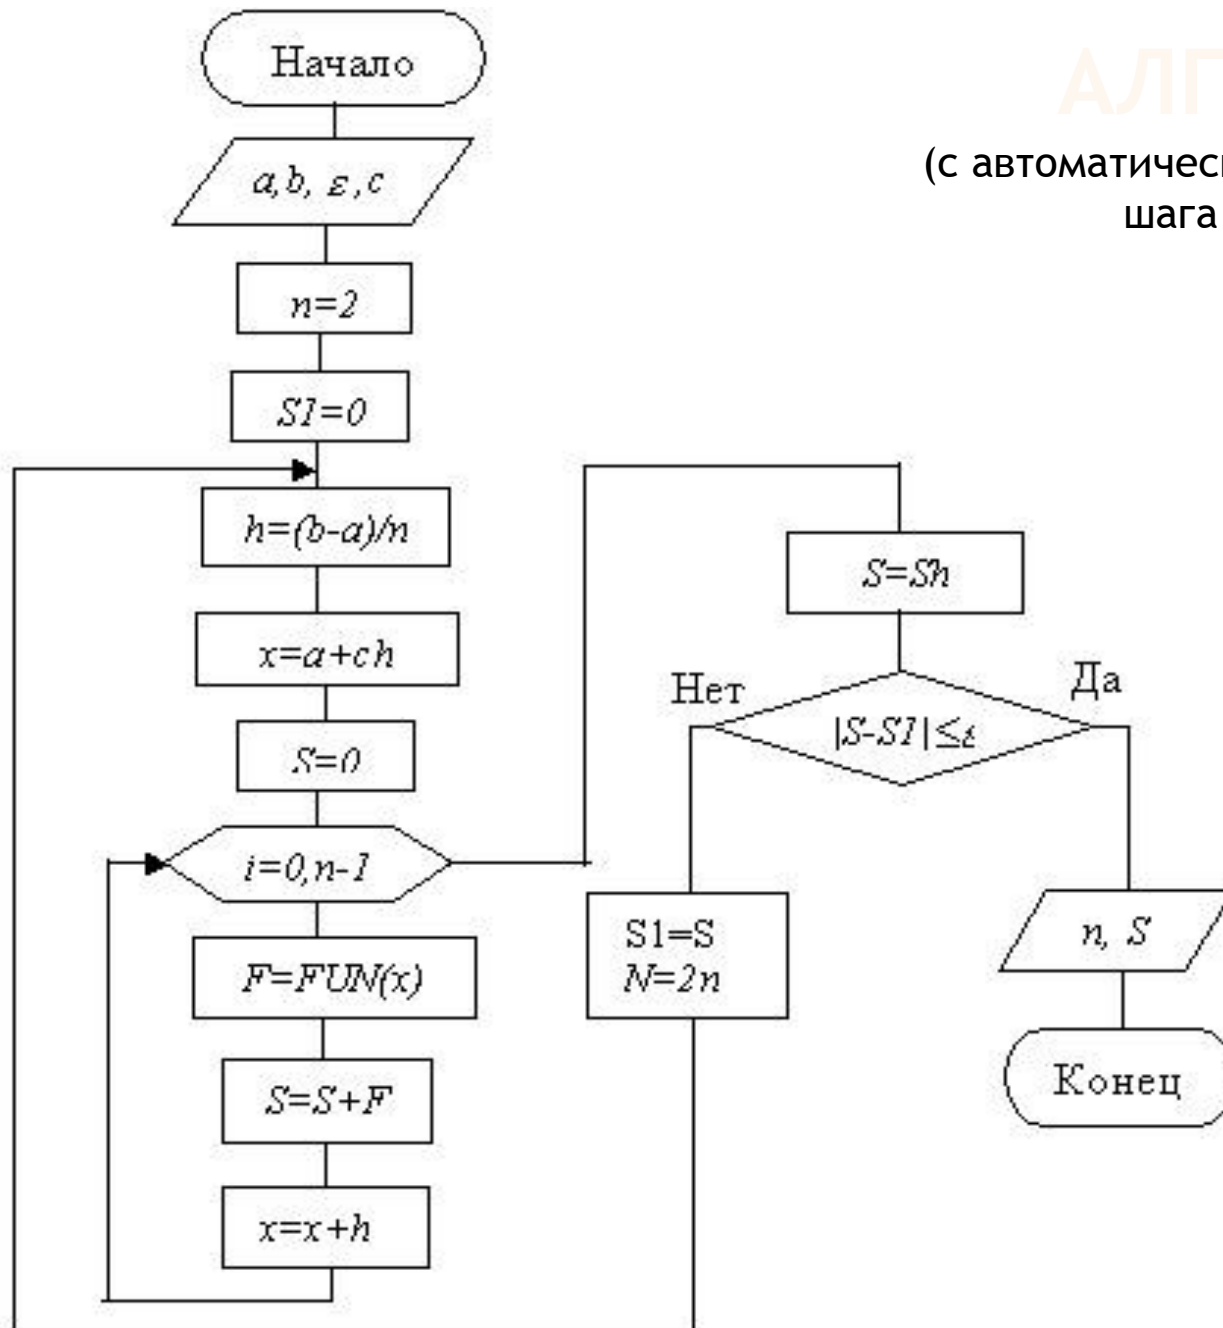 Начало
АЛГ
(с автоматичес
шага
a,b, ε,c
n=2
S1=0
h=(b-a)/n
x=a+ch
S=0
i=0,n-1
F=FUN(x)
S=S+F
x=x+h
S=Sh
Нет
Да
|S-S1|≤ε
S1=S
N=2n
n, S
Конец